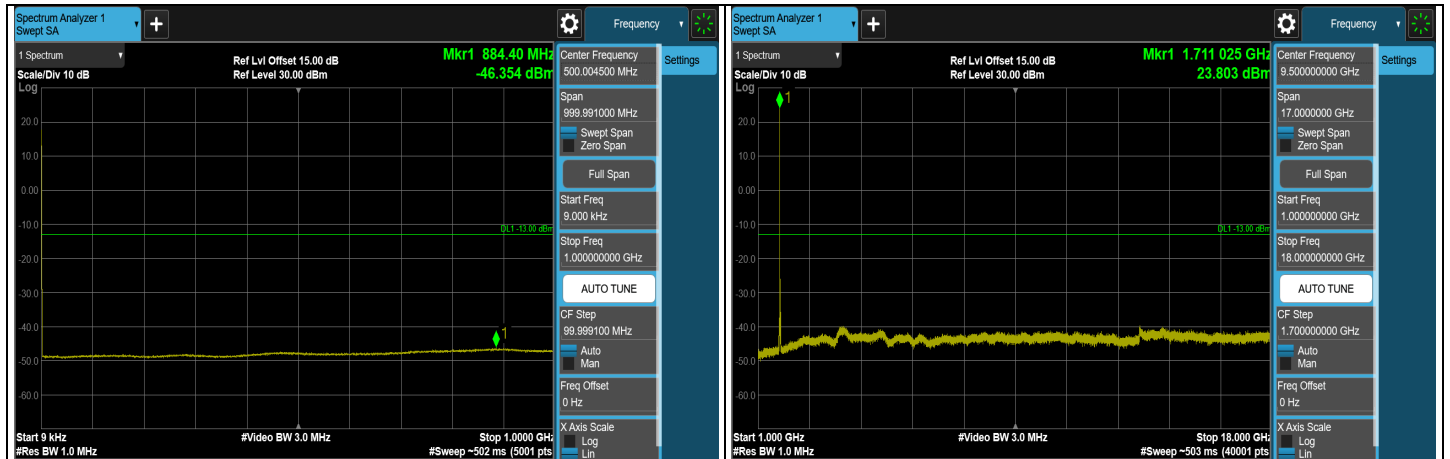 Spectrum Analyzer 1
Swept SA
+
Frequency
1 Spectrum
Scale/Div 10 dB
Log
Ref Lvl Offset 15.00 dB
Ref Level 30.00 dBm
Mkr1 884.40 MHz
-46.354 dBm
1
20.0
10.0
0.00
-10.0
-20.0
-30.0
-40.0
-50.0
-60.0
DL1 -13.00 dBm
Start 9 kHz
#Res BW 1.0 MHz
#Video BW 3.0 MHz
Stop 1.0000 GHz
#Sweep ~502 ms (5001 pts)
Center Frequency
500.004500 MHz
Span
999.991000 MHz
Swept Span
Zero Span
Full Span
Start Freq
9.000 kHz
Stop Freq
1.000000000 GHz
AUTO TUNE
CF Step
99.999100 MHz
Auto
Man
Freq Offset
0 Hz
X Axis Scale
Log
Lin
Settings
Spectrum Analyzer 1
Swept SA
+
Frequency
1 Spectrum
Scale/Div 10 dB
Log
Ref Lvl Offset 15.00 dB
Ref Level 30.00 dBm
Mkr1 1.711 025 GHz
23.803 dBm
1
20.0
10.0
0.00
-10.0
-20.0
-30.0
-40.0
-50.0
-60.0
DL1 -13.00 dBm
Start 1.000 GHz
#Res BW 1.0 MHz
#Video BW 3.0 MHz
Stop 18.000 GHz
#Sweep ~503 ms (40001 pts)
Center Frequency
9.500000000 GHz
Span
17.0000000 GHz
Swept Span
Zero Span
Full Span
Start Freq
1.000000000 GHz
Stop Freq
18.000000000 GHz
AUTO TUNE
CF Step
1.700000000 GHz
Auto
Man
Freq Offset
0 Hz
X Axis Scale
Log
Lin
Settings